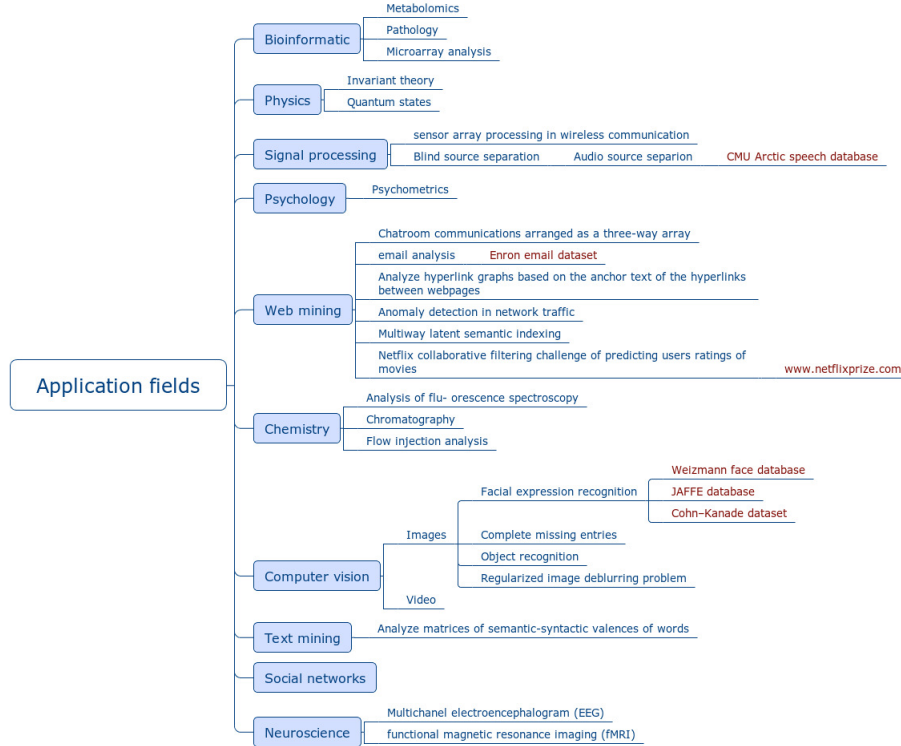 Metabolomics
Bioinformatic
Pathology
Microarray analysis
Invariant theory
Physics
Quantum states
sensor array processing in wireless communication
Signal processing
Blind source separation
Audio source separion
CMU Arctic speech database
Psychology
Psychometrics
Chatroom communications arranged as a three-way array
email analysis
Enron email dataset
Analyze hyperlink graphs based on the anchor text of the hyperlinks
between webpages
Web mining
Anomaly detection in network traffic
Multiway latent semantic indexing
Netflix collaborative filtering challenge of predicting users ratings of
movies
www.netflixprize.com
Application fields
Analysis of flu- orescence spectroscopy
Chemistry
Chromatography
Flow injection analysis
Weizmann face database
Facial expression recognition
JAFFE database
Cohn–Kanade dataset
Images
Complete missing entries
Object recognition
Computer vision
Regularized image deblurring problem
Video
Text mining
Analyze matrices of semantic-syntactic valences of words
Social networks
Multichanel electroencephalogram (EEG)
Neuroscience
functional magnetic resonance imaging (fMRI)